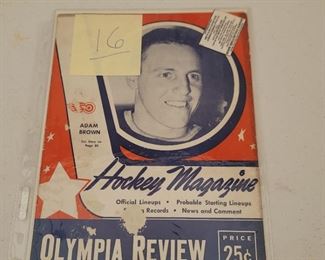 16
ADAM
BROWN
Hockey Magazine
Official Lineups • Probable Starting Lineups
Records • News and Comment
OLYMPIA REVIEW
PRICE
25¢